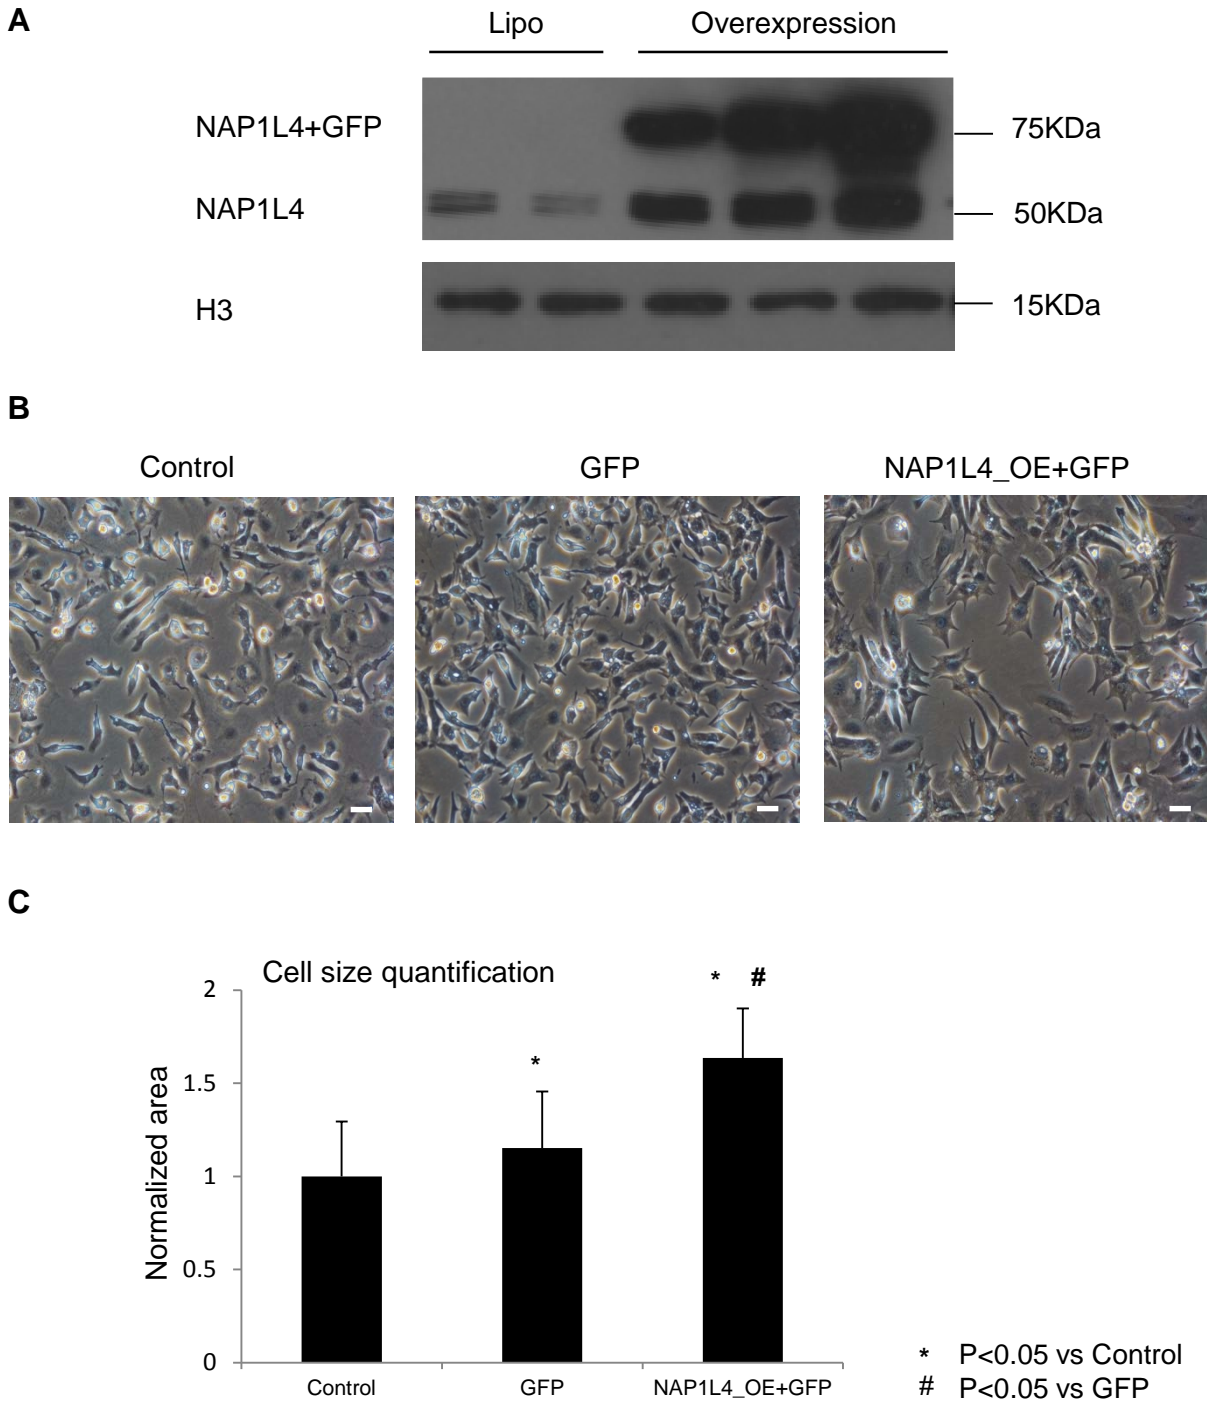 A
Lipo Overexpression
NAP1L4+GFP 75KDa
NAP1L4 50KDa
H3 15KDa
B
Control GFP NAP1L4_OE+GFP
C
Cell size quantification
* #
*
Normalized area
2
1.5
1
0.5
0
Control GFP NAP1L4_OE+GFP
* P<0.05 vs Control
# P<0.05 vs GFP